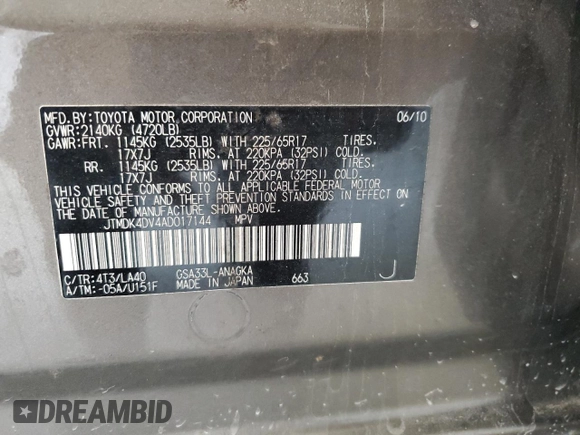 MFD.BY:TOYOTA MOTOR CORPORATION 06/10
GVWR:2140KG (4720LB)
GAWR:FRT. 1145KG (2535LB) WITH 225/65R17 TIRES.
17X7J RIMS. AT 220KPA (32PSI) COLD.
RR. 1145KG (2535LB) WITH 225/65R17 TIRES.
17X7J RIMS. AT 220KPA (32PSI) COLD.
THIS VEHICLE CONFORMS TO ALL APPLICABLE FEDERAL MOTOR
VEHICLE SAFETY AND THEFT PREVENTION STANDARDS IN EFFECT ON
THE DATE OF MANUFACTURE SHOWN ABOVE.
JTMDK4DV4AD017144 MPV
C/TR:4T3/LA40 GSA33L-ANAGKA
A/TM:-05A/U151F MADE IN JAPAN 663 J
DREAMBID